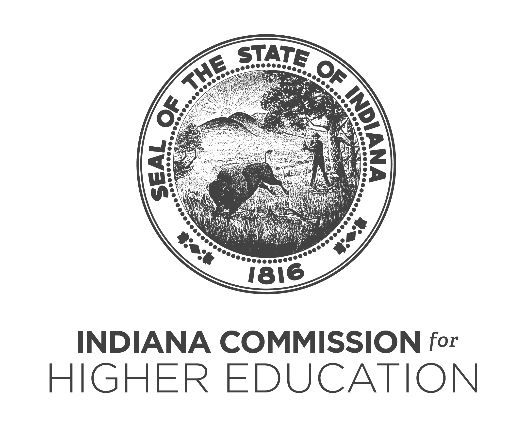 SEAL OF THE STATE OF INDIANA
1816
INDIANA COMMISSION for
HIGHER EDUCATION